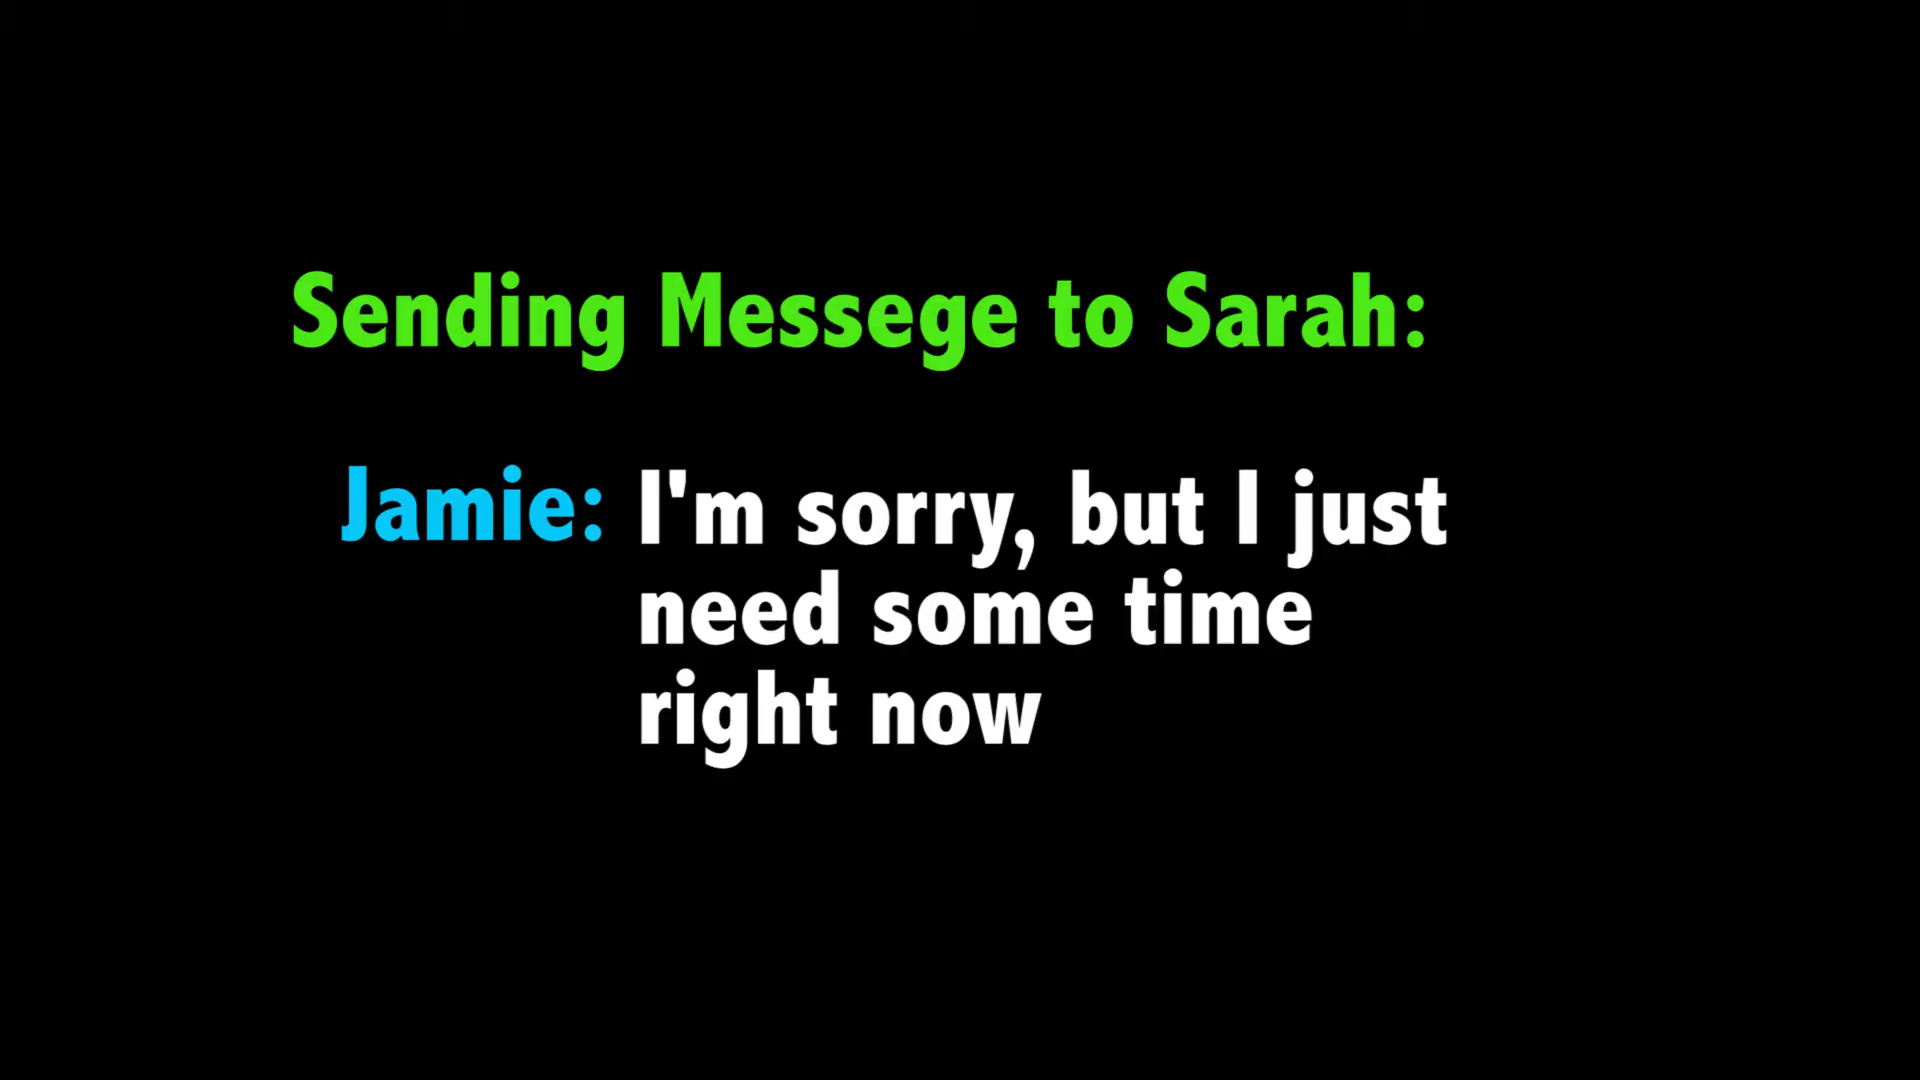 Sending Messege to Sarah:
Jamie: I'm sorry, but I just
need some time
right now